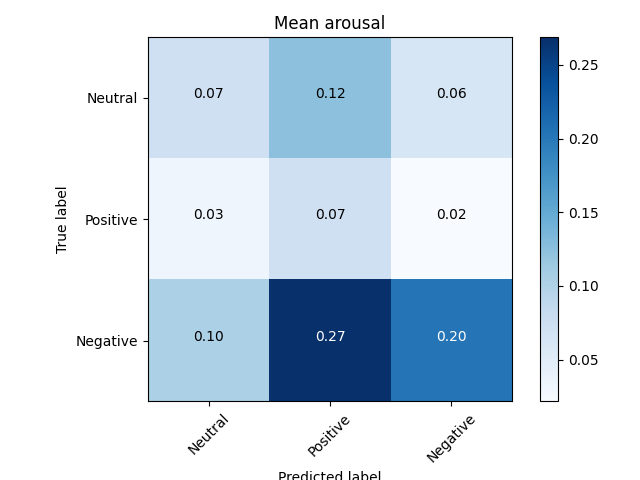 Mean arousal
Neutral 0.07 0.12 0.06
Positive 0.03 0.07 0.02
Negative 0.10 0.27 0.20
Neutral Positive Negative
True label
Predicted label
0.25
0.20
0.15
0.10
0.05